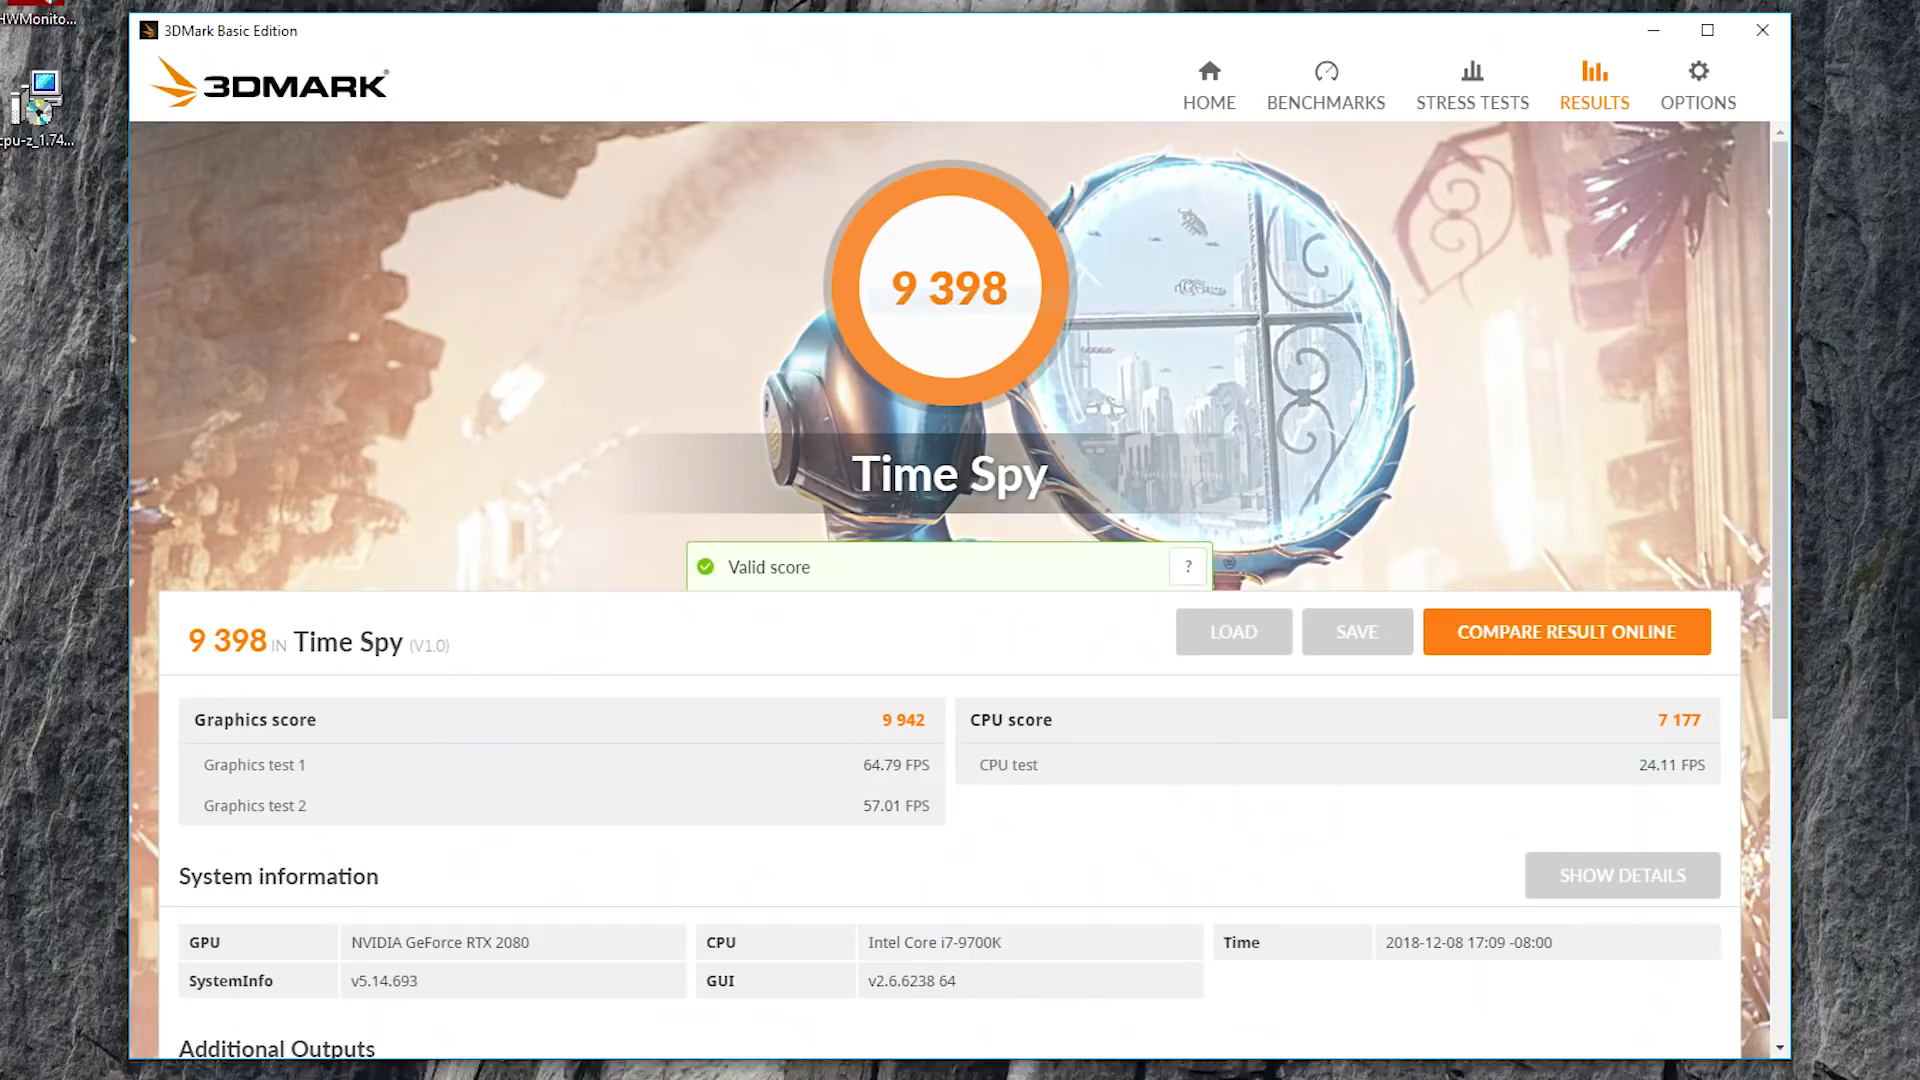 HWMonito...
cpu-z_1.74...
3DMark Basic Edition
3DMARK
HOME
BENCHMARKS
STRESS TESTS
RESULTS
OPTIONS
9 398
Time Spy
Valid score
?
9 398 IN Time Spy (V1.0)
LOAD
SAVE
COMPARE RESULT ONLINE
Graphics score 9 942
Graphics test 1 64.79 FPS
Graphics test 2 57.01 FPS
CPU score 7 177
CPU test 24.11 FPS
System information
SHOW DETAILS
GPU NVIDIA GeForce RTX 2080
CPU Intel Core i7-9700K
Time 2018-12-08 17:09 -08:00
SystemInfo v5.14.693
GUI v2.6.6238 64
Additional Outputs